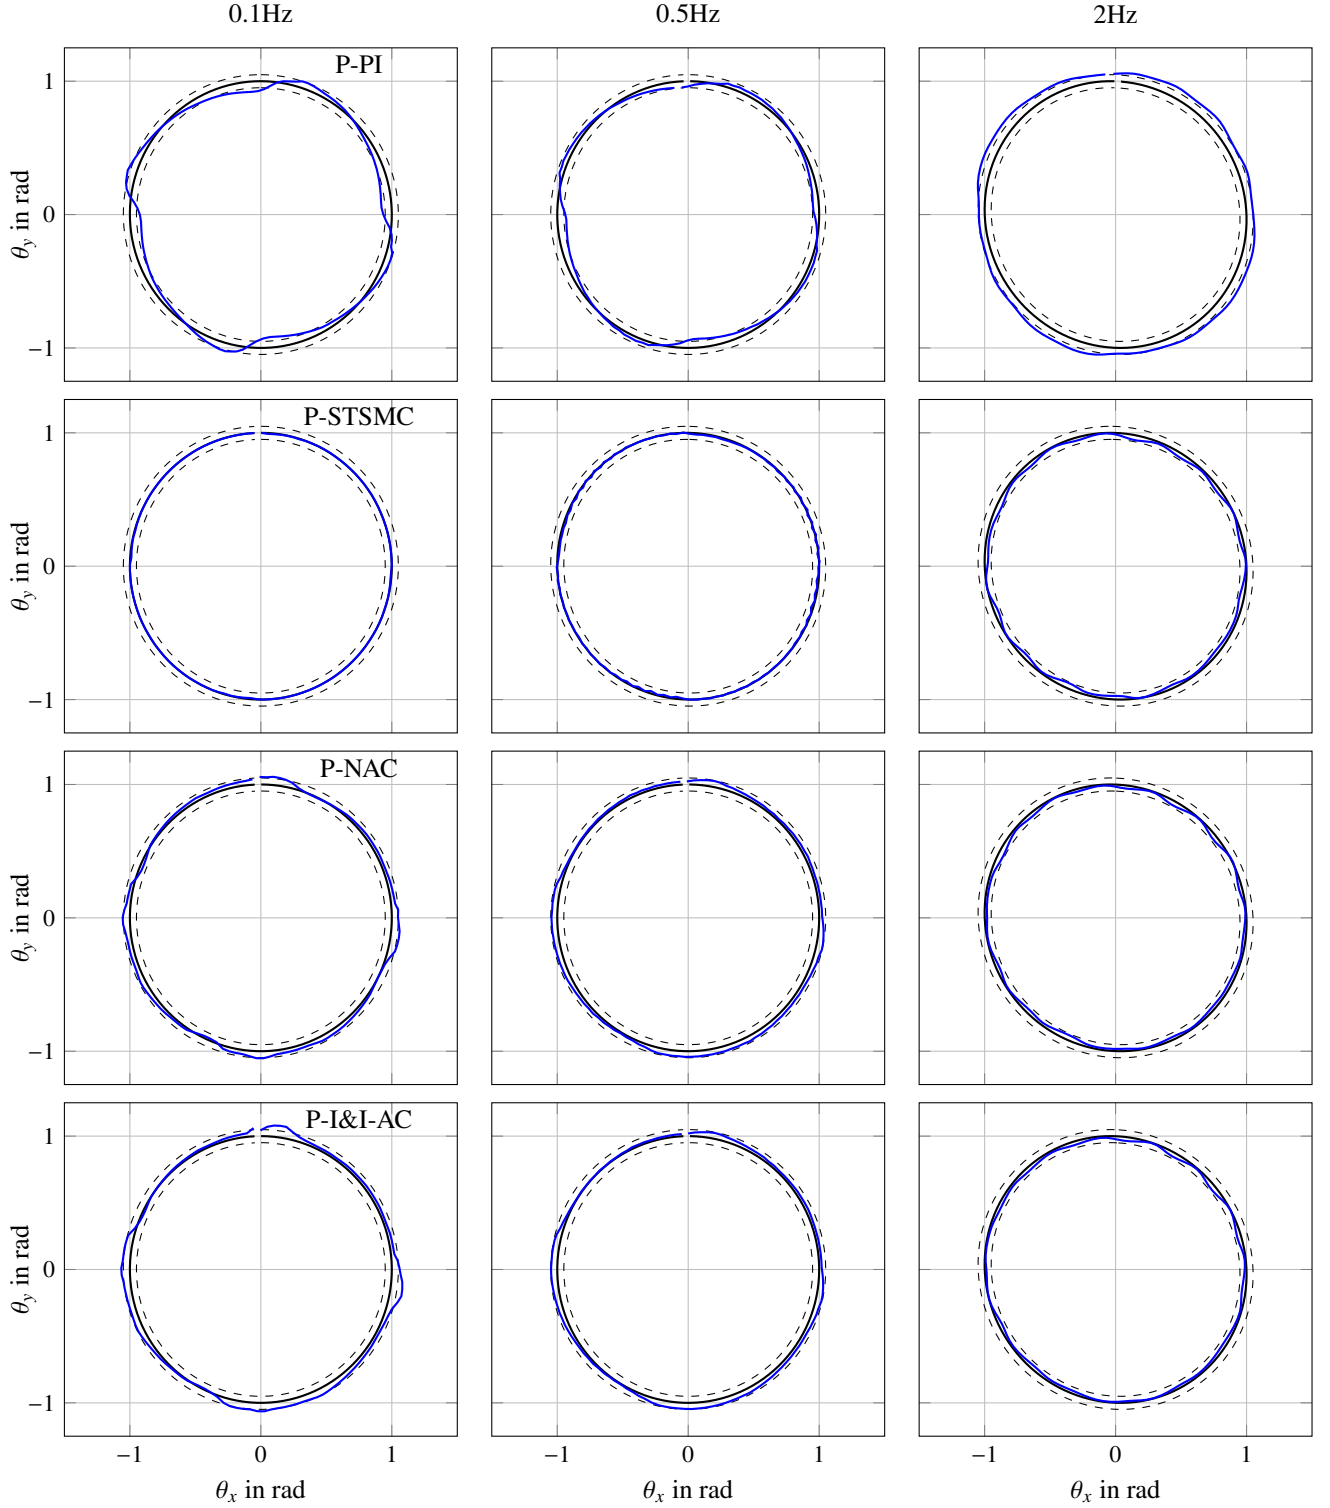 0.1Hz 0.5Hz 2Hz
P-PI
1
0
−1
θy in rad
P-STSMC
1
0
−1
θy in rad
P-NAC
1
0
−1
θy in rad
P-I&I-AC
1
0
−1
θy in rad
−1 0 1 −1 0 1 −1 0 1
θx in rad θx in rad θx in rad